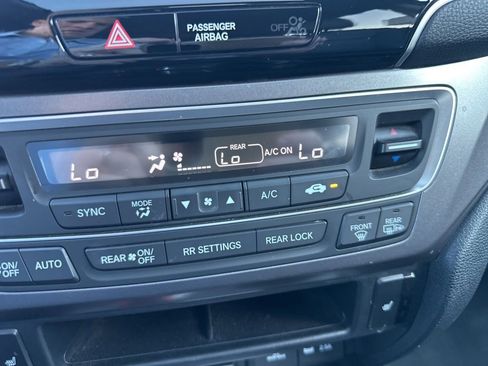 PASSENGER AIRBAG OFF
Lo REAR Lo A/C ON Lo
SYNC MODE A/C
FRONT REAR
ON/OFF AUTO REAR ON/OFF RR SETTINGS REAR LOCK